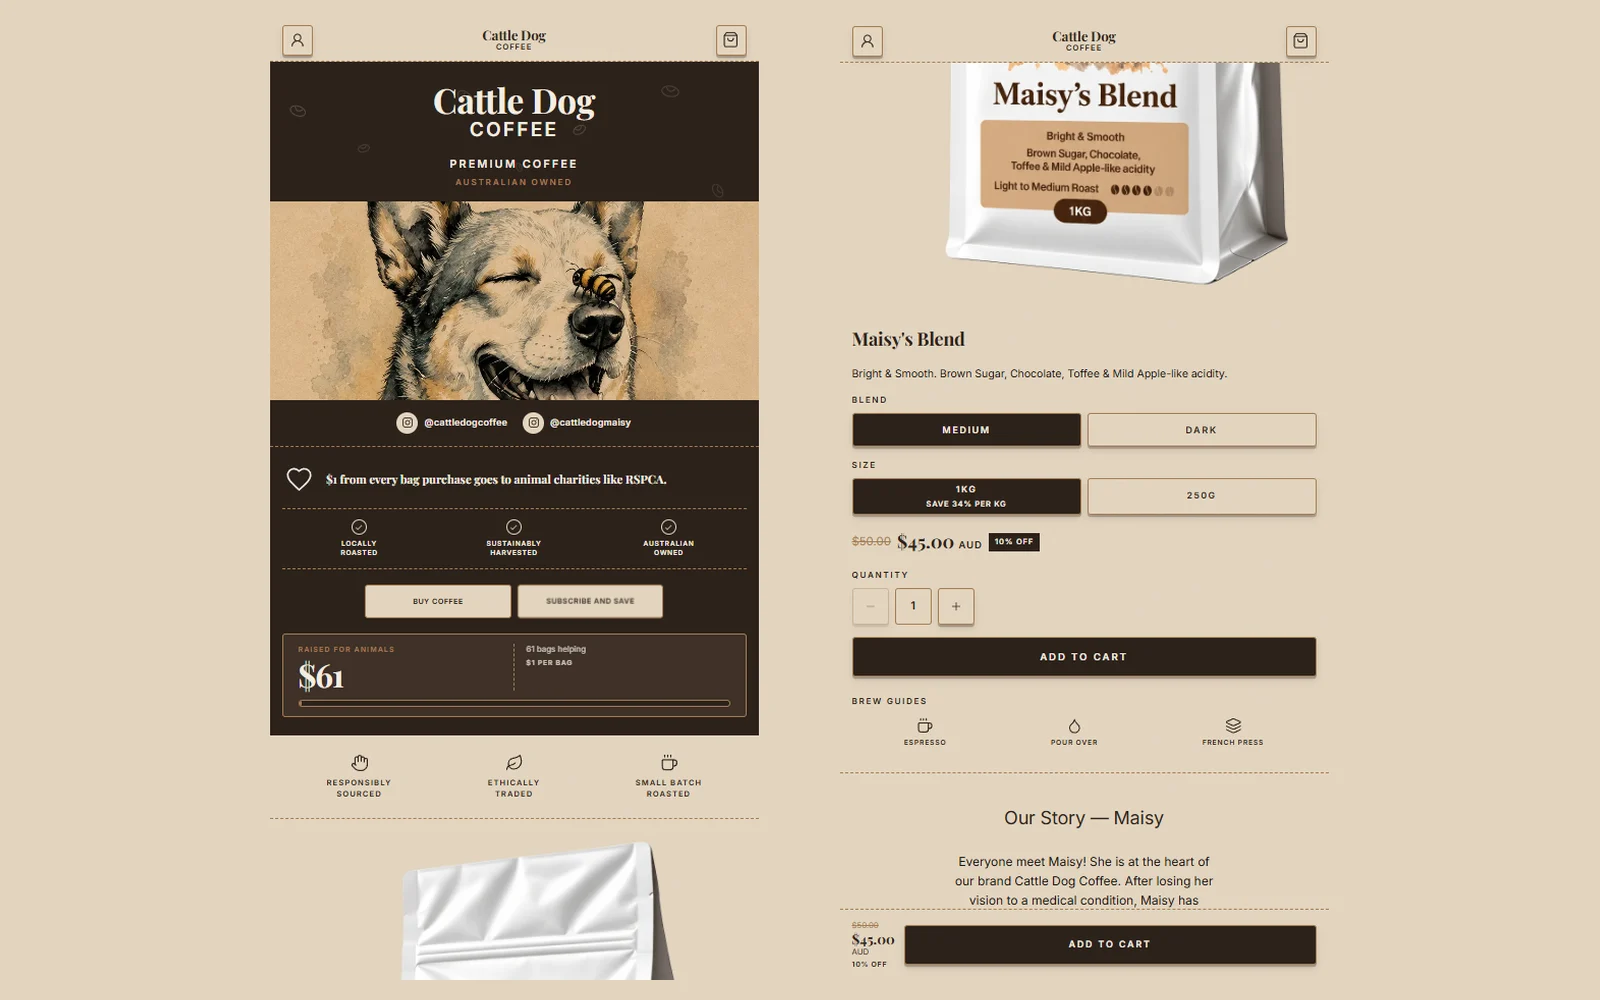 Cattle Dog
COFFEE
Cattle Dog
COFFEE
PREMIUM COFFEE
AUSTRALIAN OWNED
@cattledogcoffee
@cattledogmaisy
$1 from every bag purchase goes to animal charities like RSPCA.
LOCALLY
ROASTED
SUSTAINABLY
HARVESTED
AUSTRALIAN
OWNED
BUY COFFEE
SUBSCRIBE AND SAVE
RAISED FOR ANIMALS
$61
61 bags helping
$1 PER BAG
RESPONSIBLY
SOURCED
ETHICALLY
TRADED
SMALL BATCH
ROASTED
Cattle Dog
COFFEE
Maisy's Blend
Bright & Smooth
Brown Sugar, Chocolate,
Toffee & Mild Apple-like acidity
Light to Medium Roast
1KG
Maisy's Blend
Bright & Smooth. Brown Sugar, Chocolate, Toffee & Mild Apple-like acidity.
BLEND
MEDIUM
DARK
SIZE
1KG
SAVE 34% PER KG
250G
$50.00 $45.00 AUD 10% OFF
QUANTITY
1
ADD TO CART
BREW GUIDES
ESPRESSO
POUR OVER
FRENCH PRESS
Our Story — Maisy
Everyone meet Maisy! She is at the heart of
our brand Cattle Dog Coffee. After losing her
vision to a medical condition, Maisy has
$50.00
$45.00
AUD
10% OFF
ADD TO CART